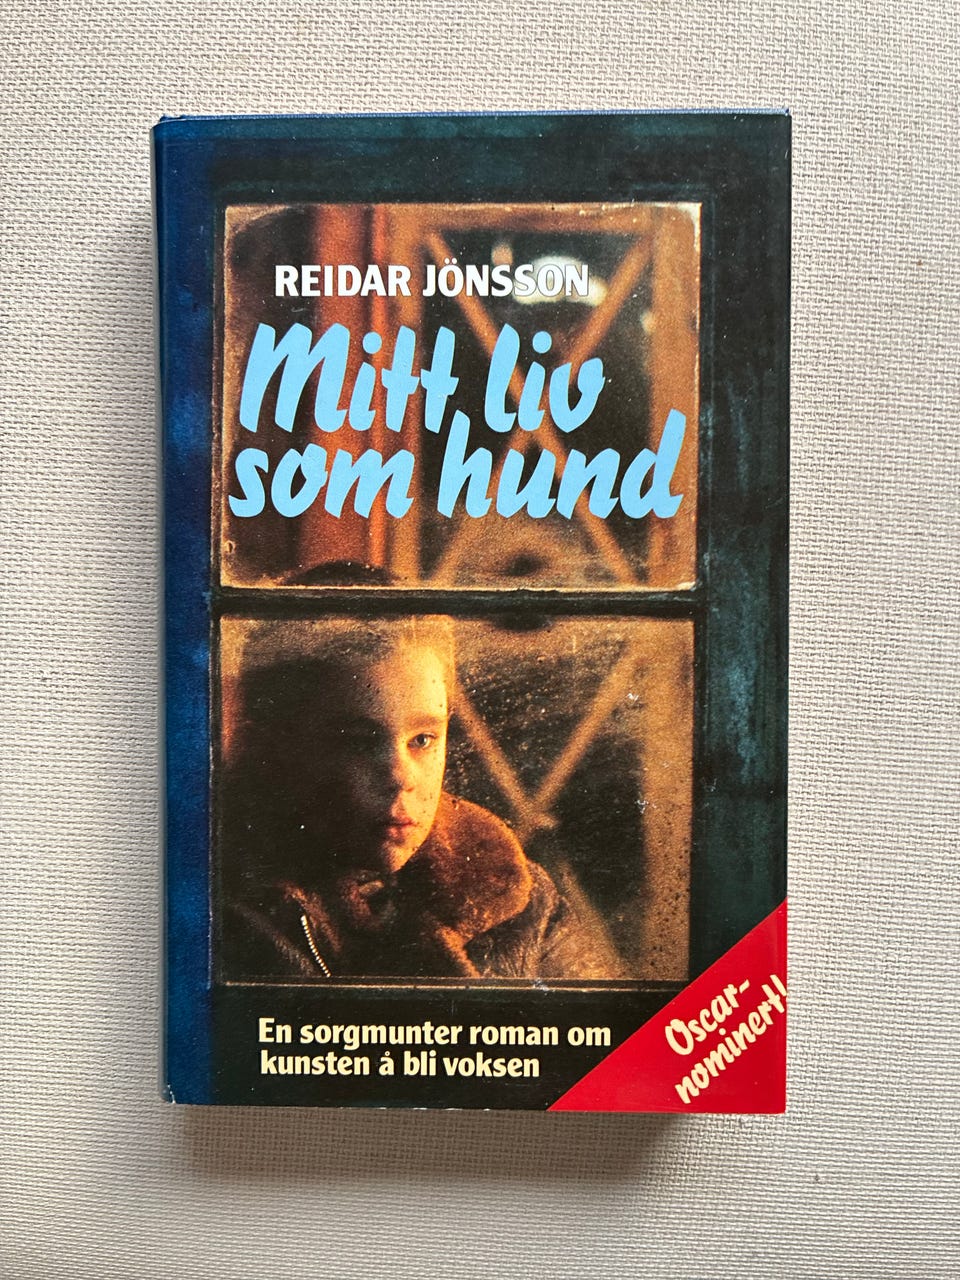 REIDAR JÖNSSON
Mitt liv
som hund
En sorgmunter roman om
kunsten å bli voksen
Oscar-
nominert!